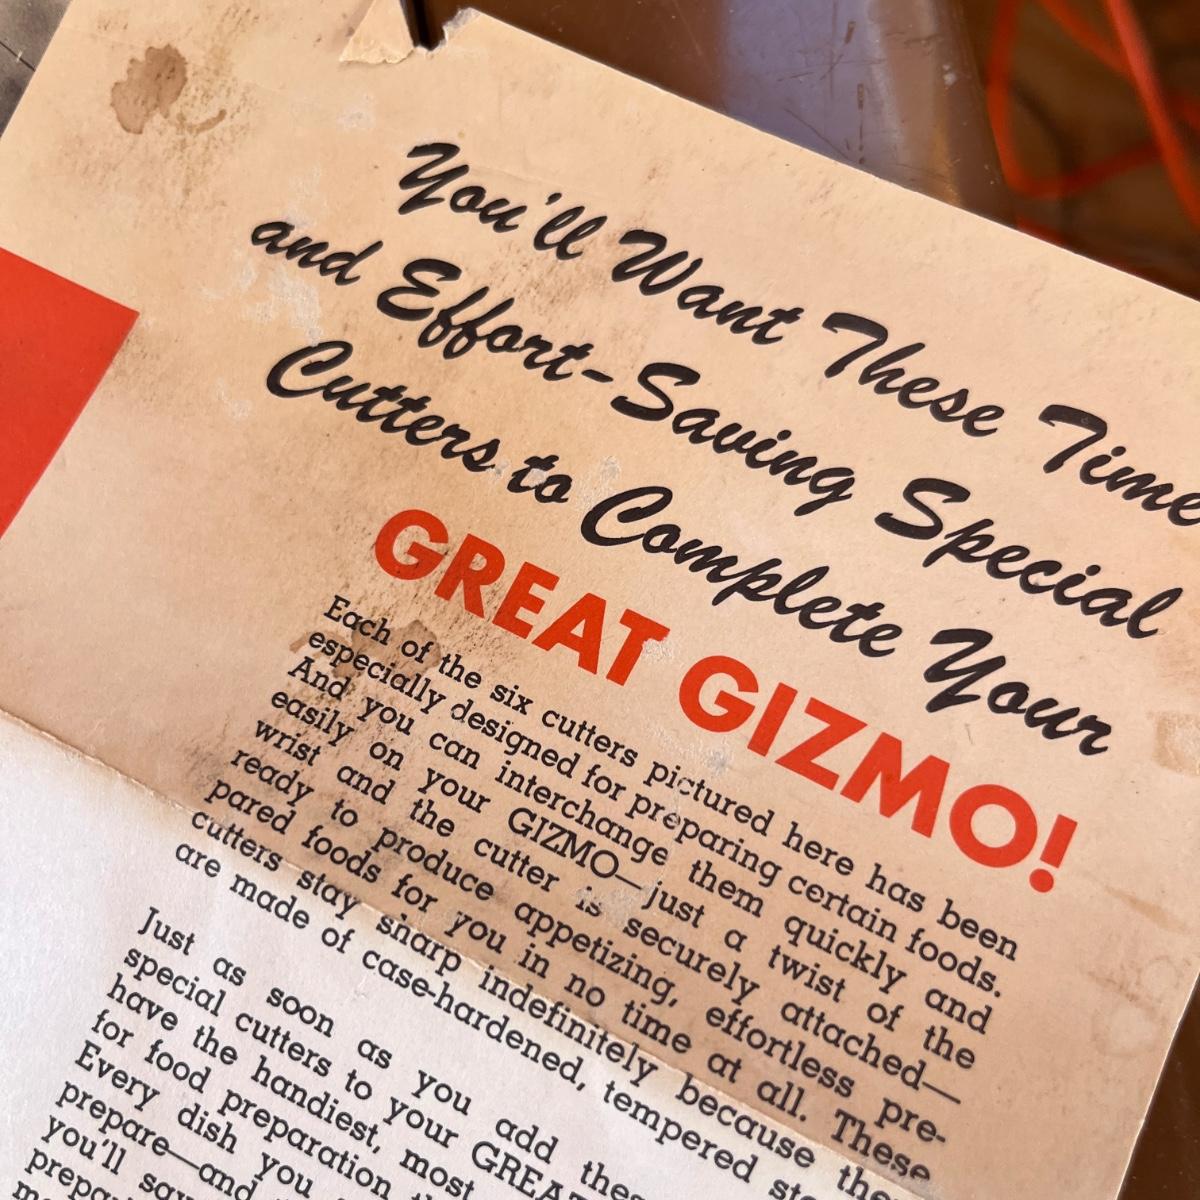 You'll Want These Time
and Effort-Saving Special
Cutters to Complete Your
GREAT GIZMO!
Each of the six cutters pictured here has been
especially designed for preparing certain foods.
And you can interchange them quickly and
easily on your GIZMO—just a twist of the
wrist and the cutter is securely attached—
ready to produce appetizing, effortless pre-
pared foods for you in no time at all. These
cutters stay sharp indefinitely because they
are made of case-hardened, tempered
Just as soon as you add these
special cutters to your GREAT
have the handiest, most
for food preparation
Every dish you
prepare—and
you'll